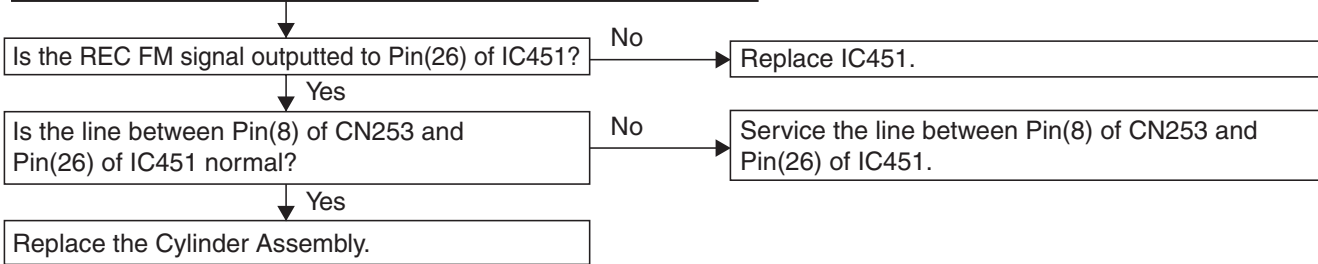 Is the REC FM signal outputted to Pin(26) of IC451?
No
Replace IC451.
Yes
Is the line between Pin(8) of CN253 and
Pin(26) of IC451 normal?
No
Service the line between Pin(8) of CN253 and
Pin(26) of IC451.
Yes
Replace the Cylinder Assembly.